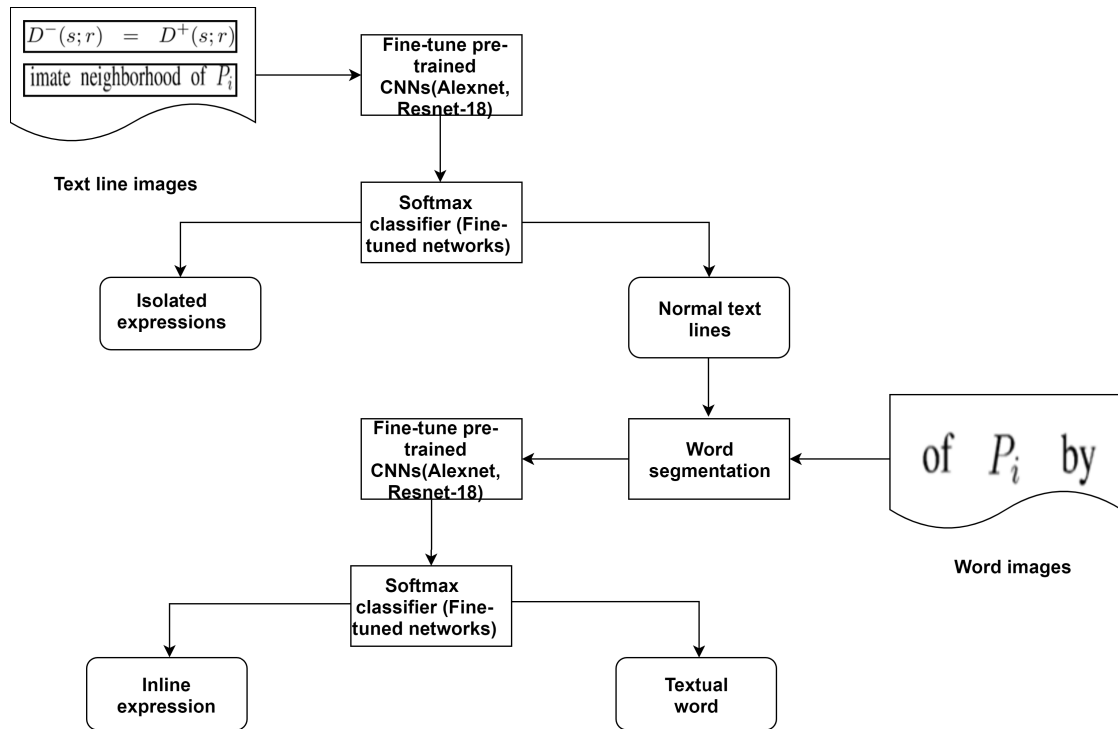 D⁻(s;r) = D⁺(s;r)
imate neighborhood of Pᵢ
Text line images
Fine-tune pre-
trained
CNNs(Alexnet,
Resnet-18)
Softmax
classifier (Fine-
tuned networks)
Isolated
expressions
Normal text
lines
Word
segmentation
of Pᵢ by
Word images
Fine-tune pre-
trained
CNNs(Alexnet,
Resnet-18)
Softmax
classifier (Fine-
tuned networks)
Inline
expression
Textual
word